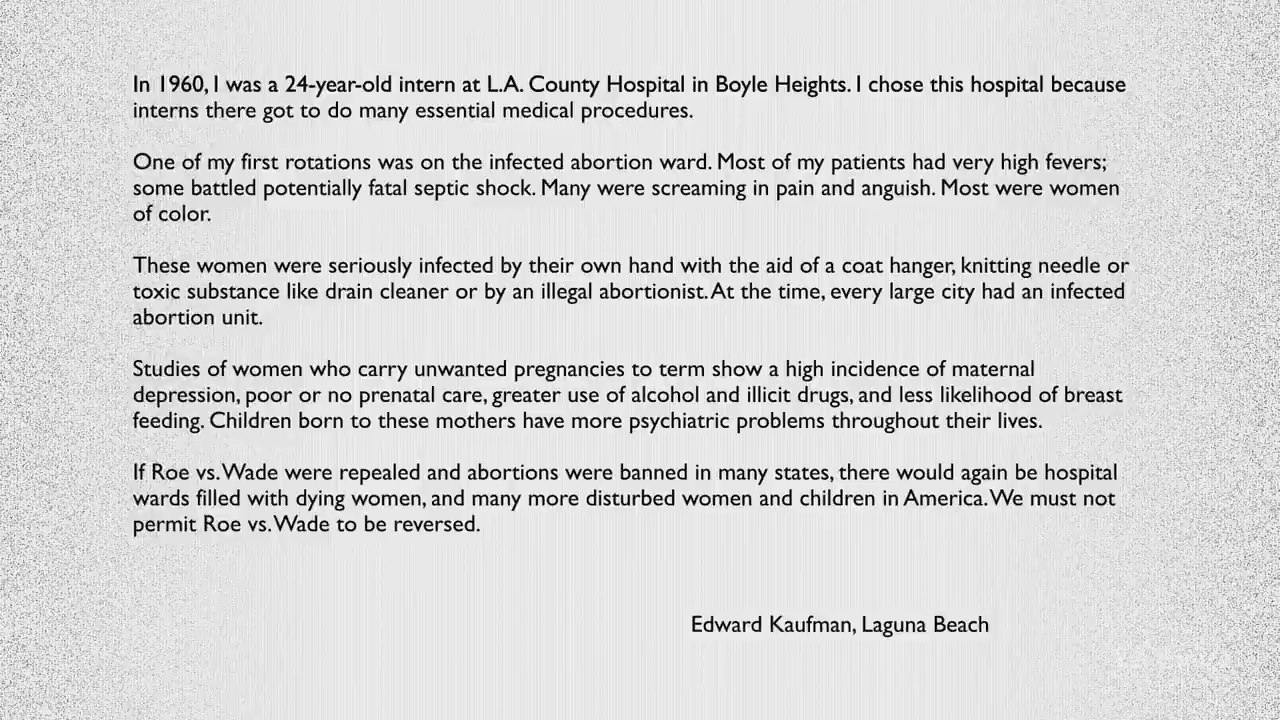 In 1960, I was a 24-year-old intern at L.A. County Hospital in Boyle Heights. I chose this hospital because
interns there got to do many essential medical procedures.
One of my first rotations was on the infected abortion ward. Most of my patients had very high fevers;
some battled potentially fatal septic shock. Many were screaming in pain and anguish. Most were women
of color.
These women were seriously infected by their own hand with the aid of a coat hanger, knitting needle or
toxic substance like drain cleaner or by an illegal abortionist. At the time, every large city had an infected
abortion unit.
Studies of women who carry unwanted pregnancies to term show a high incidence of maternal
depression, poor or no prenatal care, greater use of alcohol and illicit drugs, and less likelihood of breast
feeding. Children born to these mothers have more psychiatric problems throughout their lives.
If Roe vs. Wade were repealed and abortions were banned in many states, there would again be hospital
wards filled with dying women, and many more disturbed women and children in America. We must not
permit Roe vs. Wade to be reversed.
Edward Kaufman, Laguna Beach